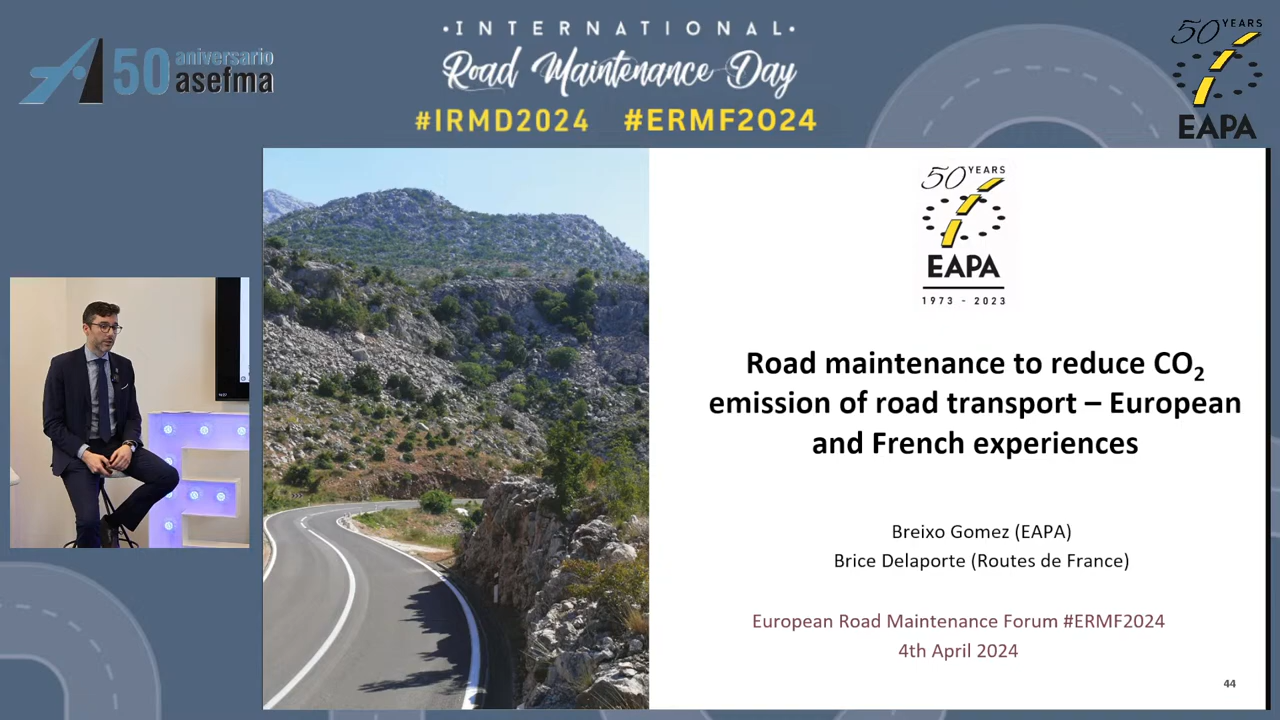 50
aniversario
asefma
·INTERNATIONAL·
Road Maintenance Day
#IRMD2024 #ERMF2024
50 YEARS
EAPA
50 YEARS
EAPA
1973 - 2023
Road maintenance to reduce CO₂
emission of road transport – European
and French experiences
Breixo Gomez (EAPA)
Brice Delaporte (Routes de France)
European Road Maintenance Forum #ERMF2024
4th April 2024
44